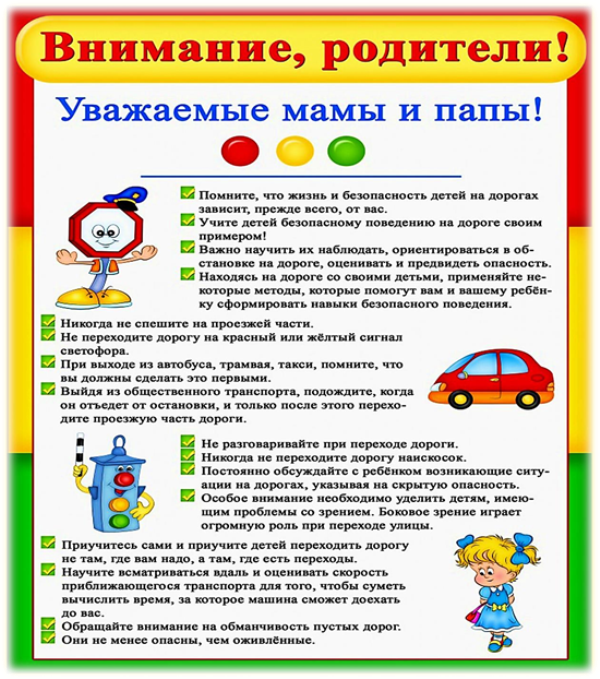 Внимание, родители!
Уважаемые мамы и папы!
Помните, что жизнь и безопасность детей на дорогах
зависит, прежде всего, от вас.
Учите детей безопасному поведению на дороге своим
примером!
Важно научить их наблюдать, ориентироваться в об-
становке на дороге, оценивать и предвидеть опасность.
Находясь на дороге со своими детьми, применяйте не-
которые методы, которые помогут вам и вашему ребён-
ку сформировать навыки безопасного поведения.
Никогда не спешите на проезжей части.
Не переходите дорогу на красный или жёлтый сигнал
светофора.
При выходе из автобуса, трамвая, такси, помните, что
вы должны сделать это первыми.
Выйдя из общественного транспорта, подождите, когда
он отъедет от остановки, и только после этого перехо-
дите проезжую часть дороги.
Не разговаривайте при переходе дороги.
Никогда не переходите дорогу наискосок.
Постоянно обсуждайте с ребёнком возникающие ситу-
ации на дорогах, указывая на скрытую опасность.
Особое внимание необходимо уделить детям, имею-
щим проблемы со зрением. Боковое зрение играет
огромную роль при переходе улицы.
Приучитесь сами и приучите детей переходить дорогу
не там, где вам надо, а там, где есть переходы.
Научите всматриваться вдаль и оценивать скорость
приближающегося транспорта для того, чтобы суметь
вычислить время, за которое машина сможет доехать
до вас.
Обращайте внимание на обманчивость пустых дорог.
Они не менее опасны, чем оживлённые.